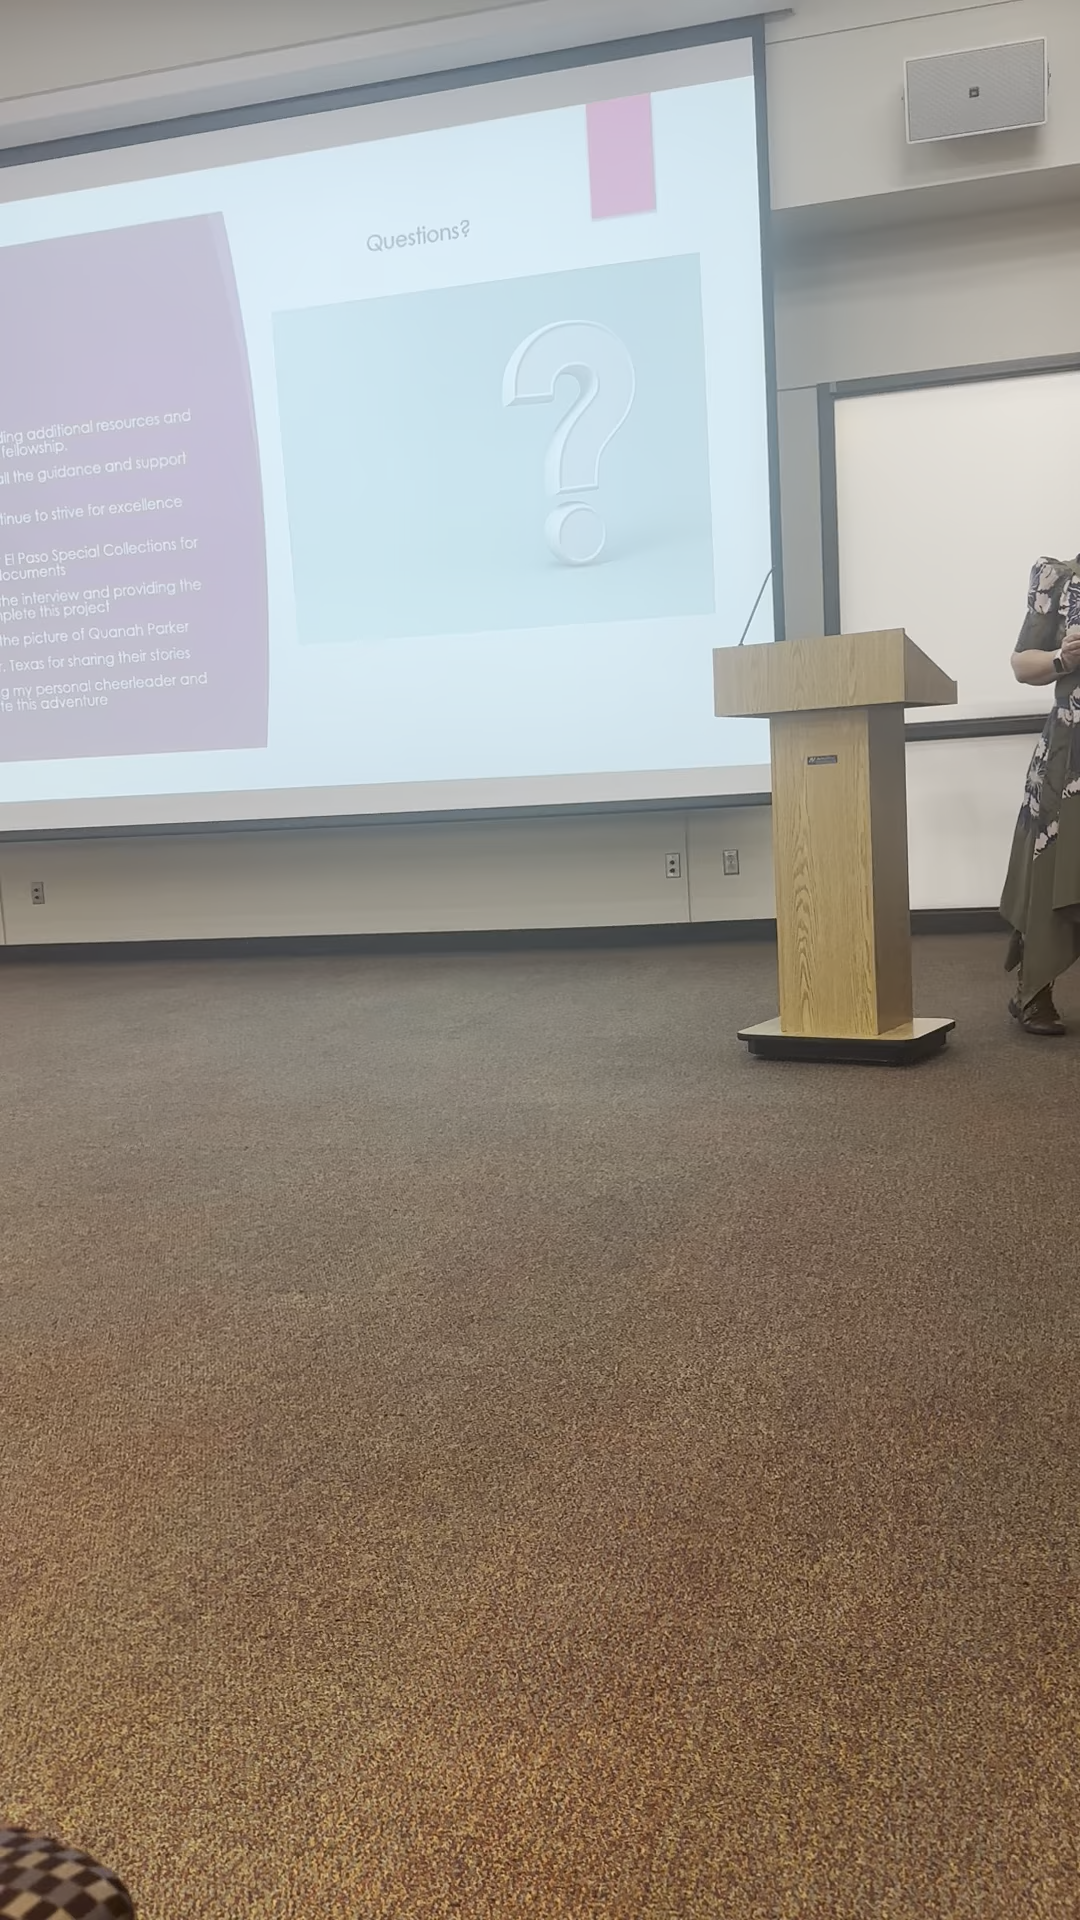 ding additional resources and
fellowship.
all the guidance and support
tinue to strive for excellence
El Paso Special Collections for
documents
the interview and providing the
mplete this project
the picture of Quanah Parker
r, Texas for sharing their stories
g my personal cheerleader and
te this adventure
Questions?
?